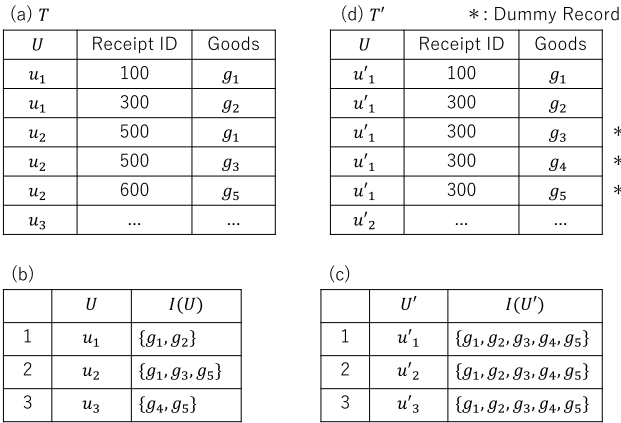 (a) T
U Receipt ID Goods
u₁ 100 g₁
u₁ 300 g₂
u₂ 500 g₁
u₂ 500 g₃
u₂ 600 g₅
u₃ ... ...
(d) T′ *: Dummy Record
U Receipt ID Goods
u′₁ 100 g₁
u′₁ 300 g₂
u′₁ 300 g₃ *
u′₁ 300 g₄ *
u′₁ 300 g₅ *
u′₂ ... ...
(b)
U I(U)
1 u₁ {g₁, g₂}
2 u₂ {g₁, g₃, g₅}
3 u₃ {g₄, g₅}
(c)
U′ I(U′)
1 u′₁ {g₁, g₂, g₃, g₄, g₅}
2 u′₂ {g₁, g₂, g₃, g₄, g₅}
3 u′₃ {g₁, g₂, g₃, g₄, g₅}